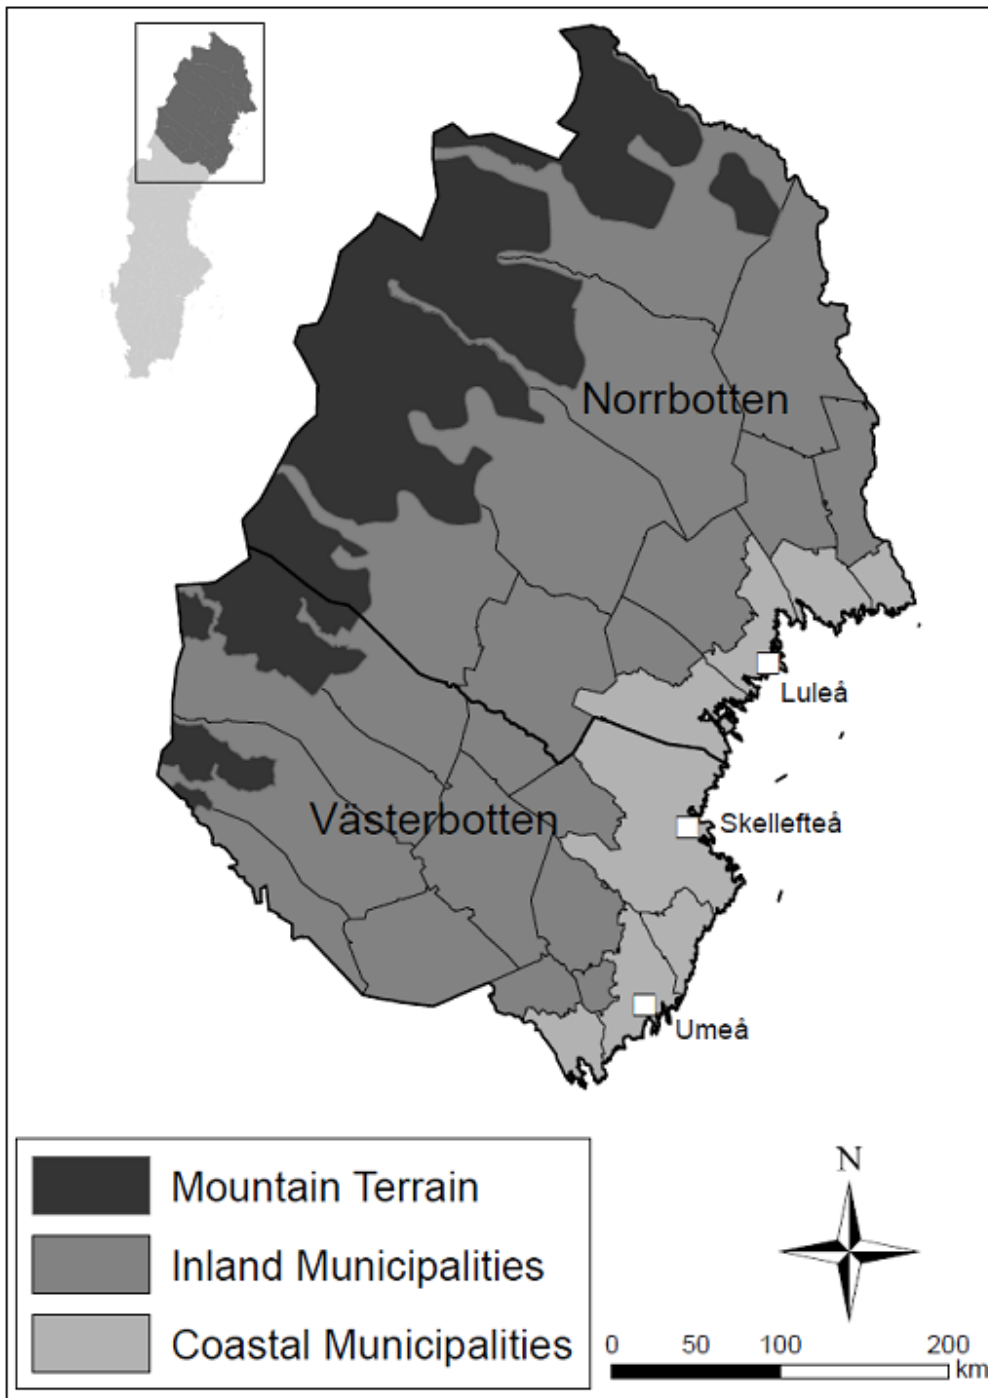 Norrbotten
Luleå
Västerbotten
Skellefteå
Umeå
Mountain Terrain
Inland Municipalities
Coastal Municipalities
N
0 50 100 200
km